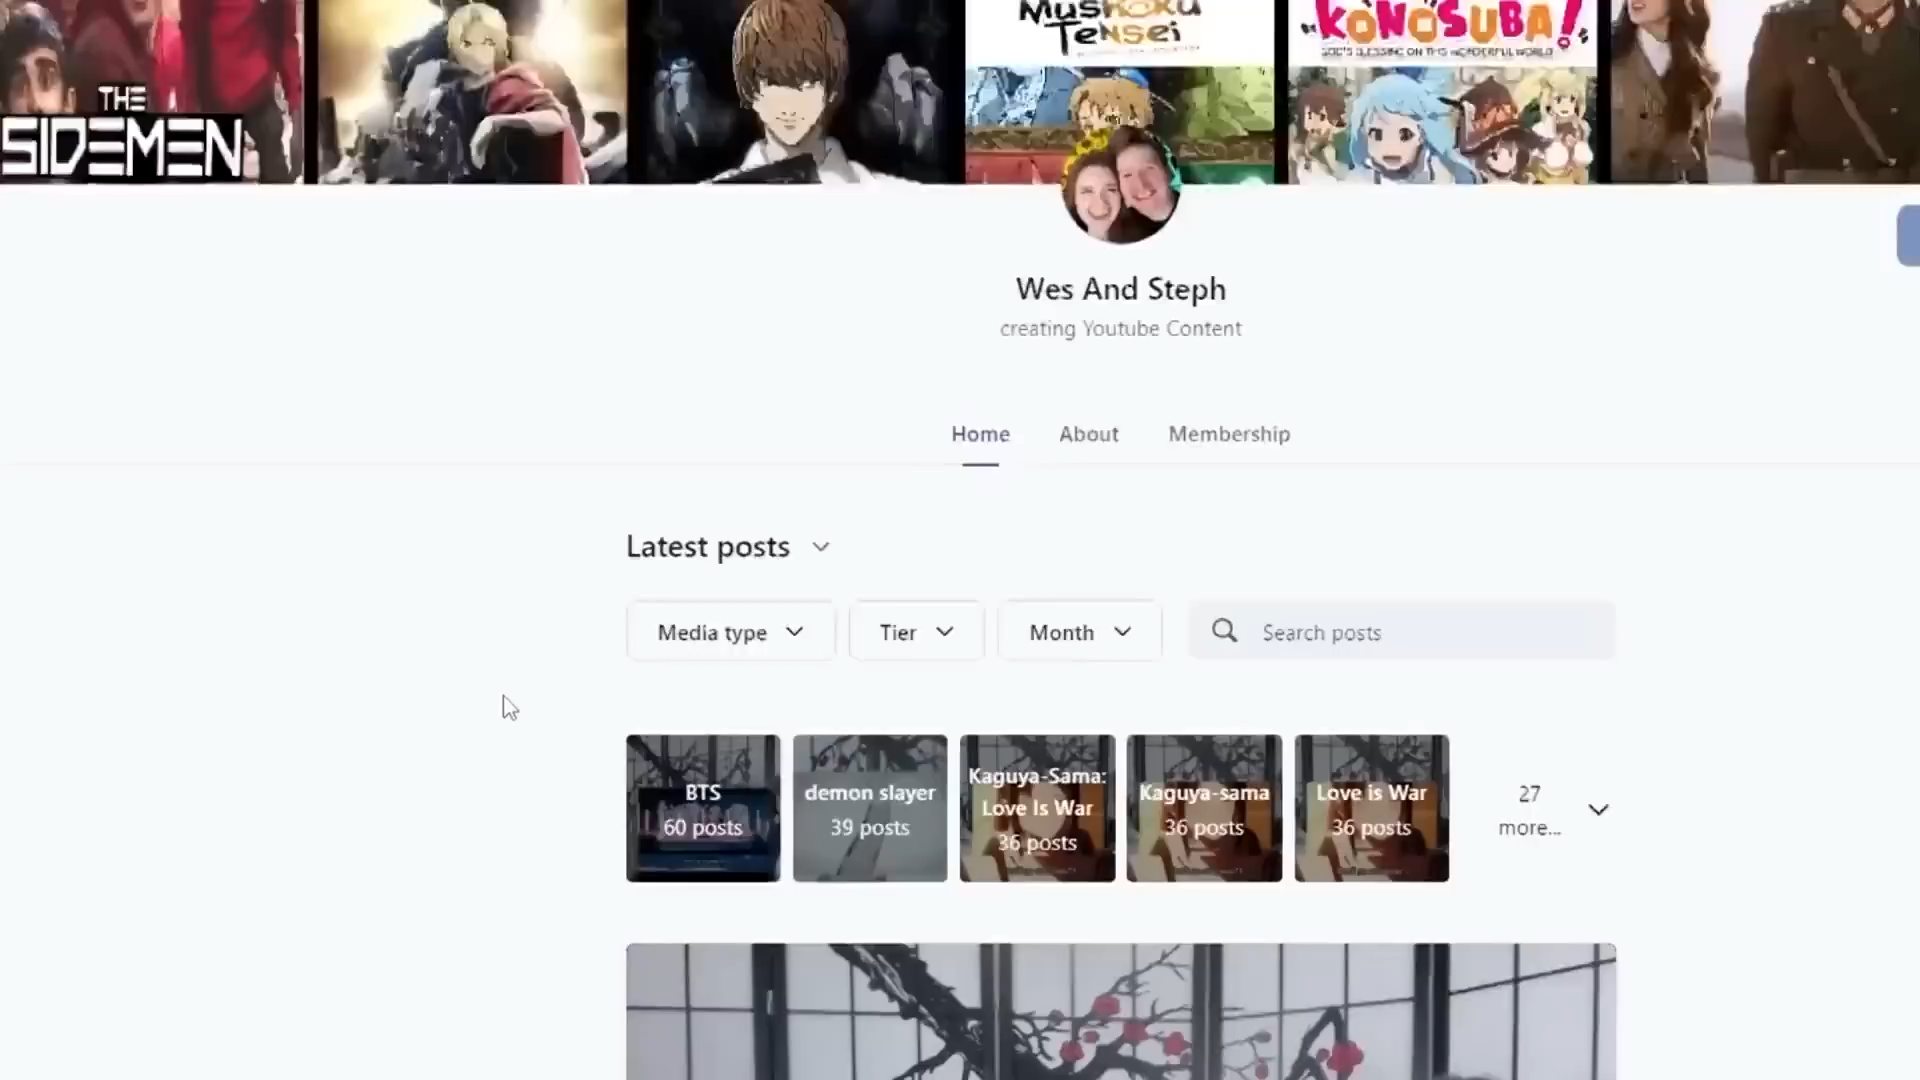 THE
SIDEMEN
Mushoku
Tensei
KONOSUBA!
GOD'S BLESSING ON THIS WONDERFUL WORLD
Wes And Steph
creating Youtube Content
Home About Membership
Latest posts
Media type Tier Month Search posts
BTS
60 posts
demon slayer
39 posts
Kaguya-Sama:
Love Is War
36 posts
Kaguya-sama
36 posts
Love is War
36 posts
27
more...